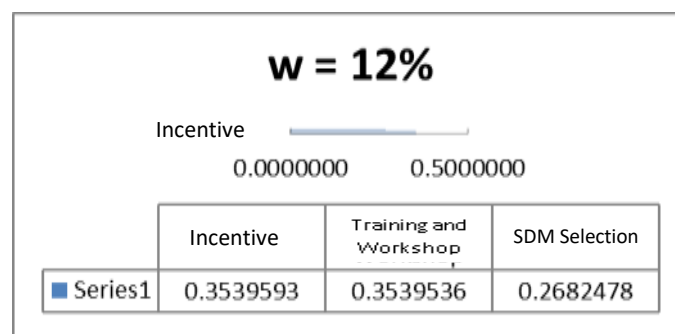 w = 12%
Incentive
0.0000000 0.5000000
Incentive Training and Workshop SDM Selection
Series1 0.3539593 0.3539536 0.2682478